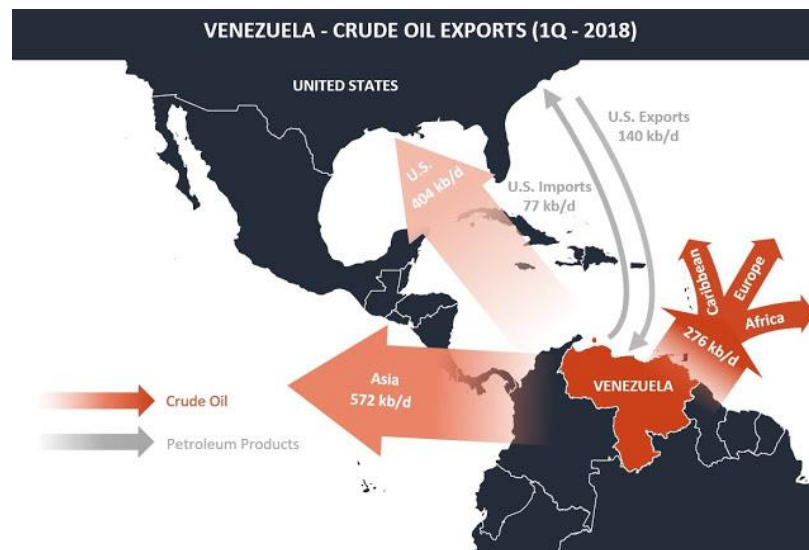 VENEZUELA - CRUDE OIL EXPORTS (1Q - 2018)
UNITED STATES
U.S. Exports
140 kb/d
U.S.
404 kb/d
U.S. Imports
77 kb/d
Caribbean
Europe
Africa
276 kb/d
Asia
572 kb/d
VENEZUELA
Crude Oil
Petroleum Products